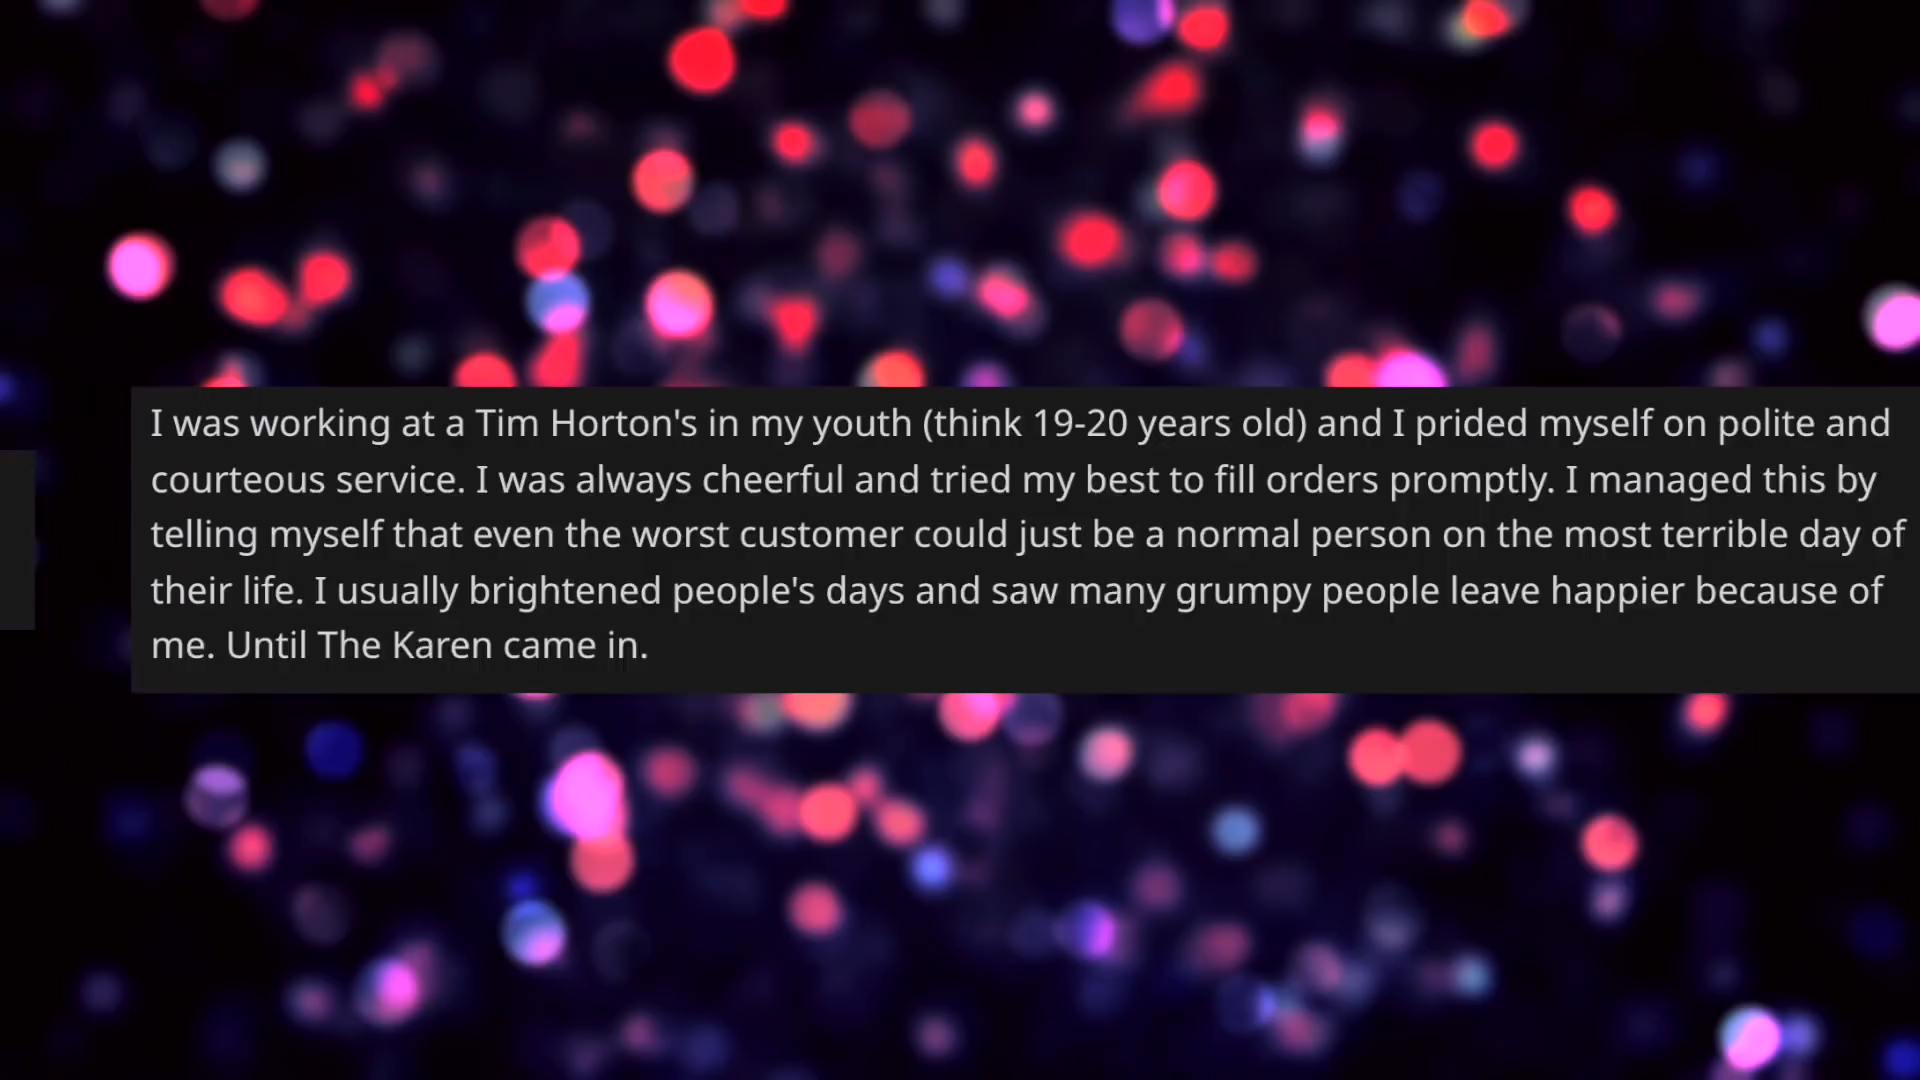 I was working at a Tim Horton's in my youth (think 19-20 years old) and I prided myself on polite and
courteous service. I was always cheerful and tried my best to fill orders promptly. I managed this by
telling myself that even the worst customer could just be a normal person on the most terrible day of
their life. I usually brightened people's days and saw many grumpy people leave happier because of
me. Until The Karen came in.